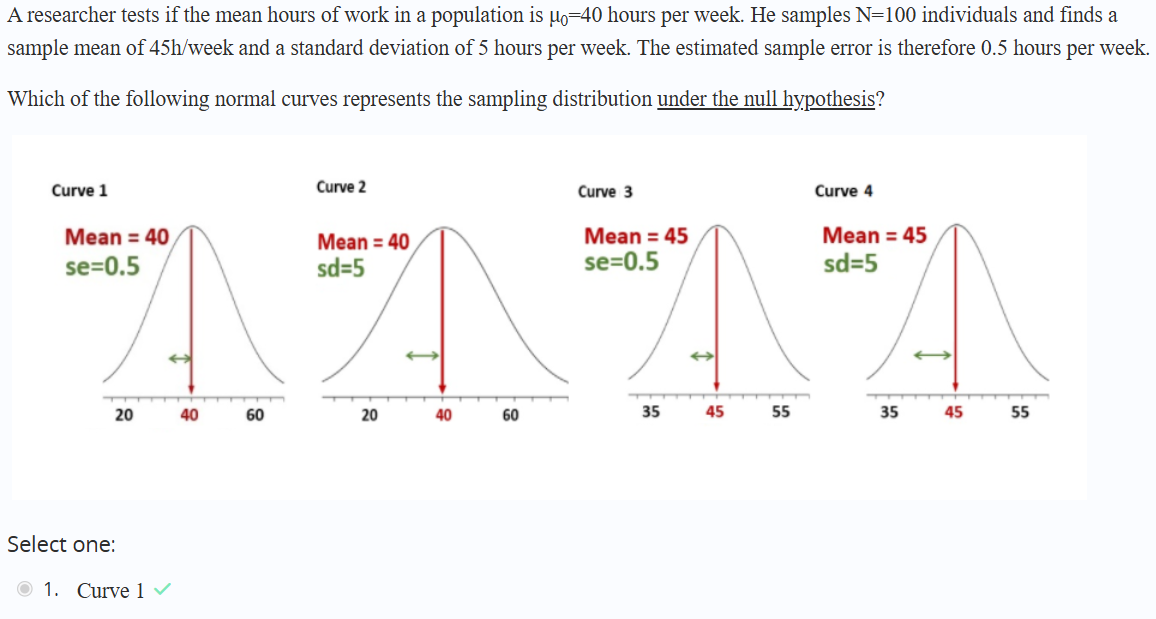 A researcher tests if the mean hours of work in a population is μ₀=40 hours per week. He samples N=100 individuals and finds a
sample mean of 45h/week and a standard deviation of 5 hours per week. The estimated sample error is therefore 0.5 hours per week.
Which of the following normal curves represents the sampling distribution under the null hypothesis?
Curve 1
Mean = 40
se=0.5
20 40 60
Curve 2
Mean = 40
sd=5
20 40 60
Curve 3
Mean = 45
se=0.5
35 45 55
Curve 4
Mean = 45
sd=5
35 45 55
Select one:
1. Curve 1